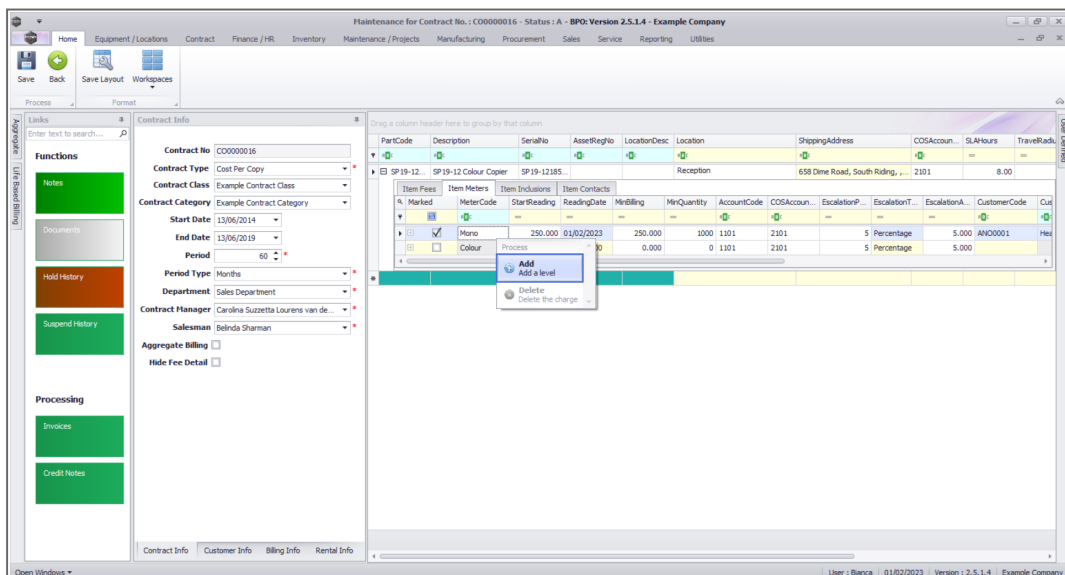 Maintenance for Contract No. : CO0000016 - Status : A - BPO: Version 2.5.1.4 - Example Company
Home Equipment / Locations Contract Finance / HR Inventory Maintenance / Projects Manufacturing Procurement Sales Service Reporting Utilities
Save Back Save Layout Workspaces
Process Format
Aggregate
Life Based Billing
Links
Enter text to search...
Functions
Notes
Documents
Hold History
Suspend History
Processing
Invoices
Credit Notes
Contract Info
Contract No CO0000016
Contract Type Cost Per Copy
Contract Class Example Contract Class
Contract Category Example Contract Category
Start Date 13/06/2014
End Date 13/06/2019
Period 60
Period Type Months
Department Sales Department
Contract Manager Carolina Suzzetta Lourens van de...
Salesman Belinda Sharman
Aggregate Billing
Hide Fee Detail
Contract Info Customer Info Billing Info Rental Info
Drag a column header here to group by that column
PartCode Description SerialNo AssetRegNo LocationDesc Location ShippingAddress COSAccoun... SLAHours TravelRadiu
SP19-12... SP19-12 Colour Copier SP19-12185... Reception 658 Dime Road, South Riding, ,... 2101 8.00
Item Fees Item Meters Item Inclusions Item Contacts
Marked MeterCode StartReading ReadingDate MinBilling MinQuantity AccountCode COSAccoun... EscalationP... EscalationT... EscalationA... CustomerCode Cus
Mono 250.000 01/02/2023 250.000 1000 1101 2101 5 Percentage 5.000 ANO0001 Hea
Colour 0.000 0 1101 2101 5 Percentage 5.000
Process
Add
Add a level
Delete
Delete the charge
User Defined
Open Windows
User : Bianca 01/02/2023 Version : 2.5.1.4 Example Company